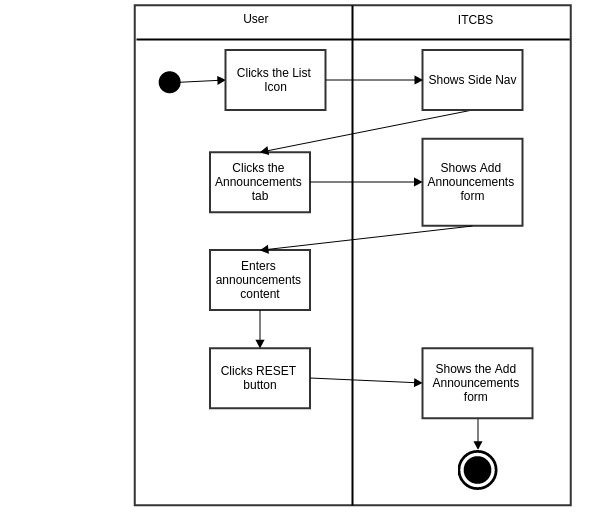 User
ITCBS
Clicks the List
Icon
Shows Side Nav
Clicks the
Announcements
tab
Shows Add
Announcements
form
Enters
announcements
content
Clicks RESET
button
Shows the Add
Announcements
form